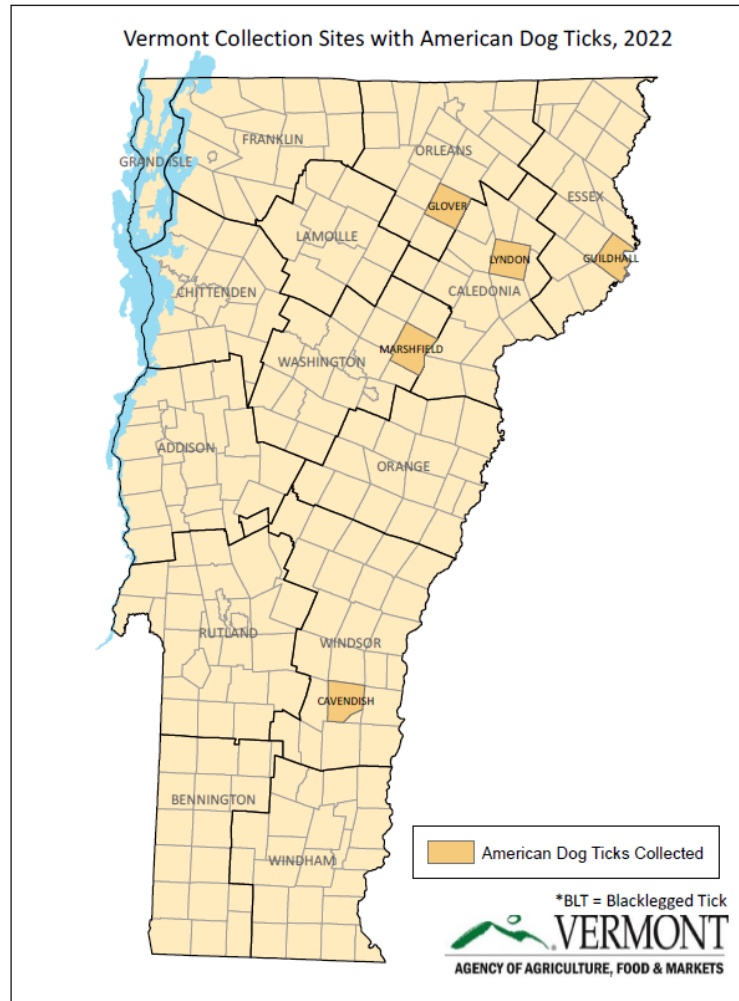 Vermont Collection Sites with American Dog Ticks, 2022
FRANKLIN
ORLEANS
GRAND ISLE
ESSEX
GLOVER
LAMOILLE
LYNDON
GUILDHALL
CHITTENDEN
CALEDONIA
MARSHFIELD
WASHINGTON
ADDISON
ORANGE
RUTLAND
WINDSOR
CAVENDISH
BENNINGTON
WINDHAM
American Dog Ticks Collected
*BLT = Blacklegged Tick
VERMONT
AGENCY OF AGRICULTURE, FOOD & MARKETS